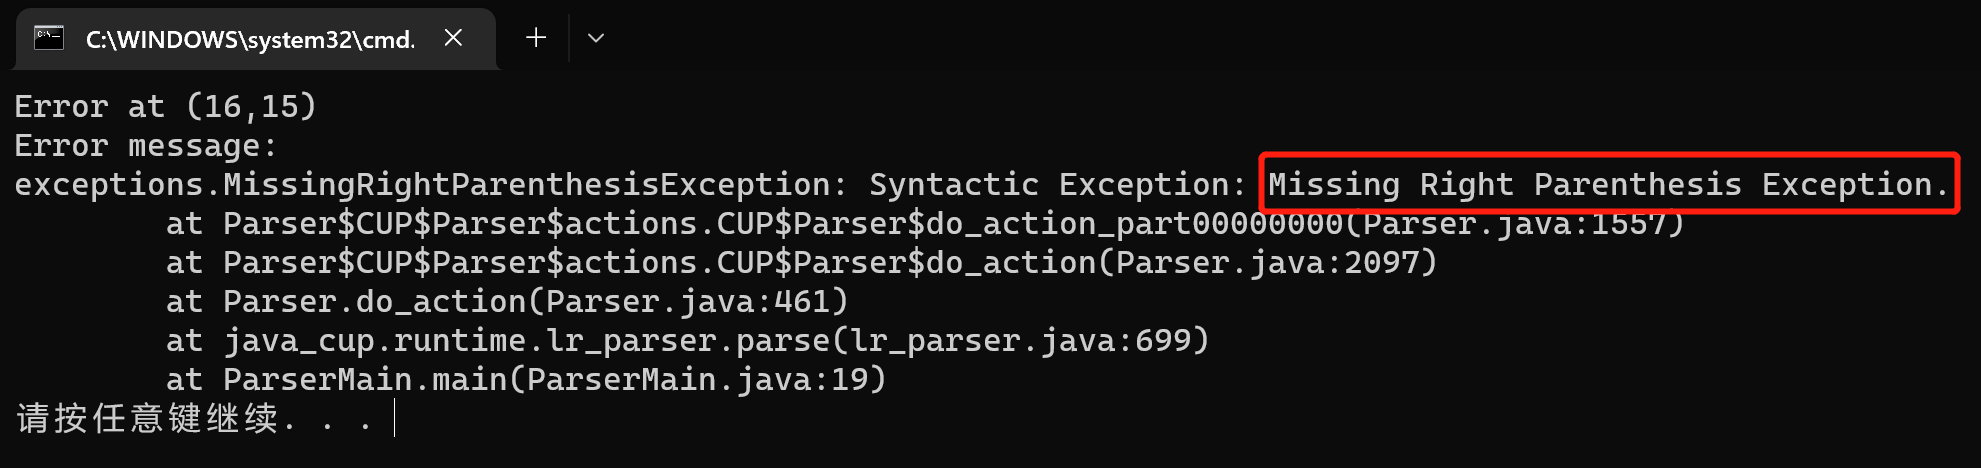 C:\WINDOWS\system32\cmd.
Error at (16,15)
Error message:
exceptions.MissingRightParenthesisException: Syntactic Exception: Missing Right Parenthesis Exception.
at Parser$CUP$Parser$actions.CUP$Parser$do_action_part00000000(Parser.java:1557)
at Parser$CUP$Parser$actions.CUP$Parser$do_action(Parser.java:2097)
at Parser.do_action(Parser.java:461)
at java_cup.runtime.lr_parser.parse(lr_parser.java:699)
at ParserMain.main(ParserMain.java:19)
请按任意键继续. . .